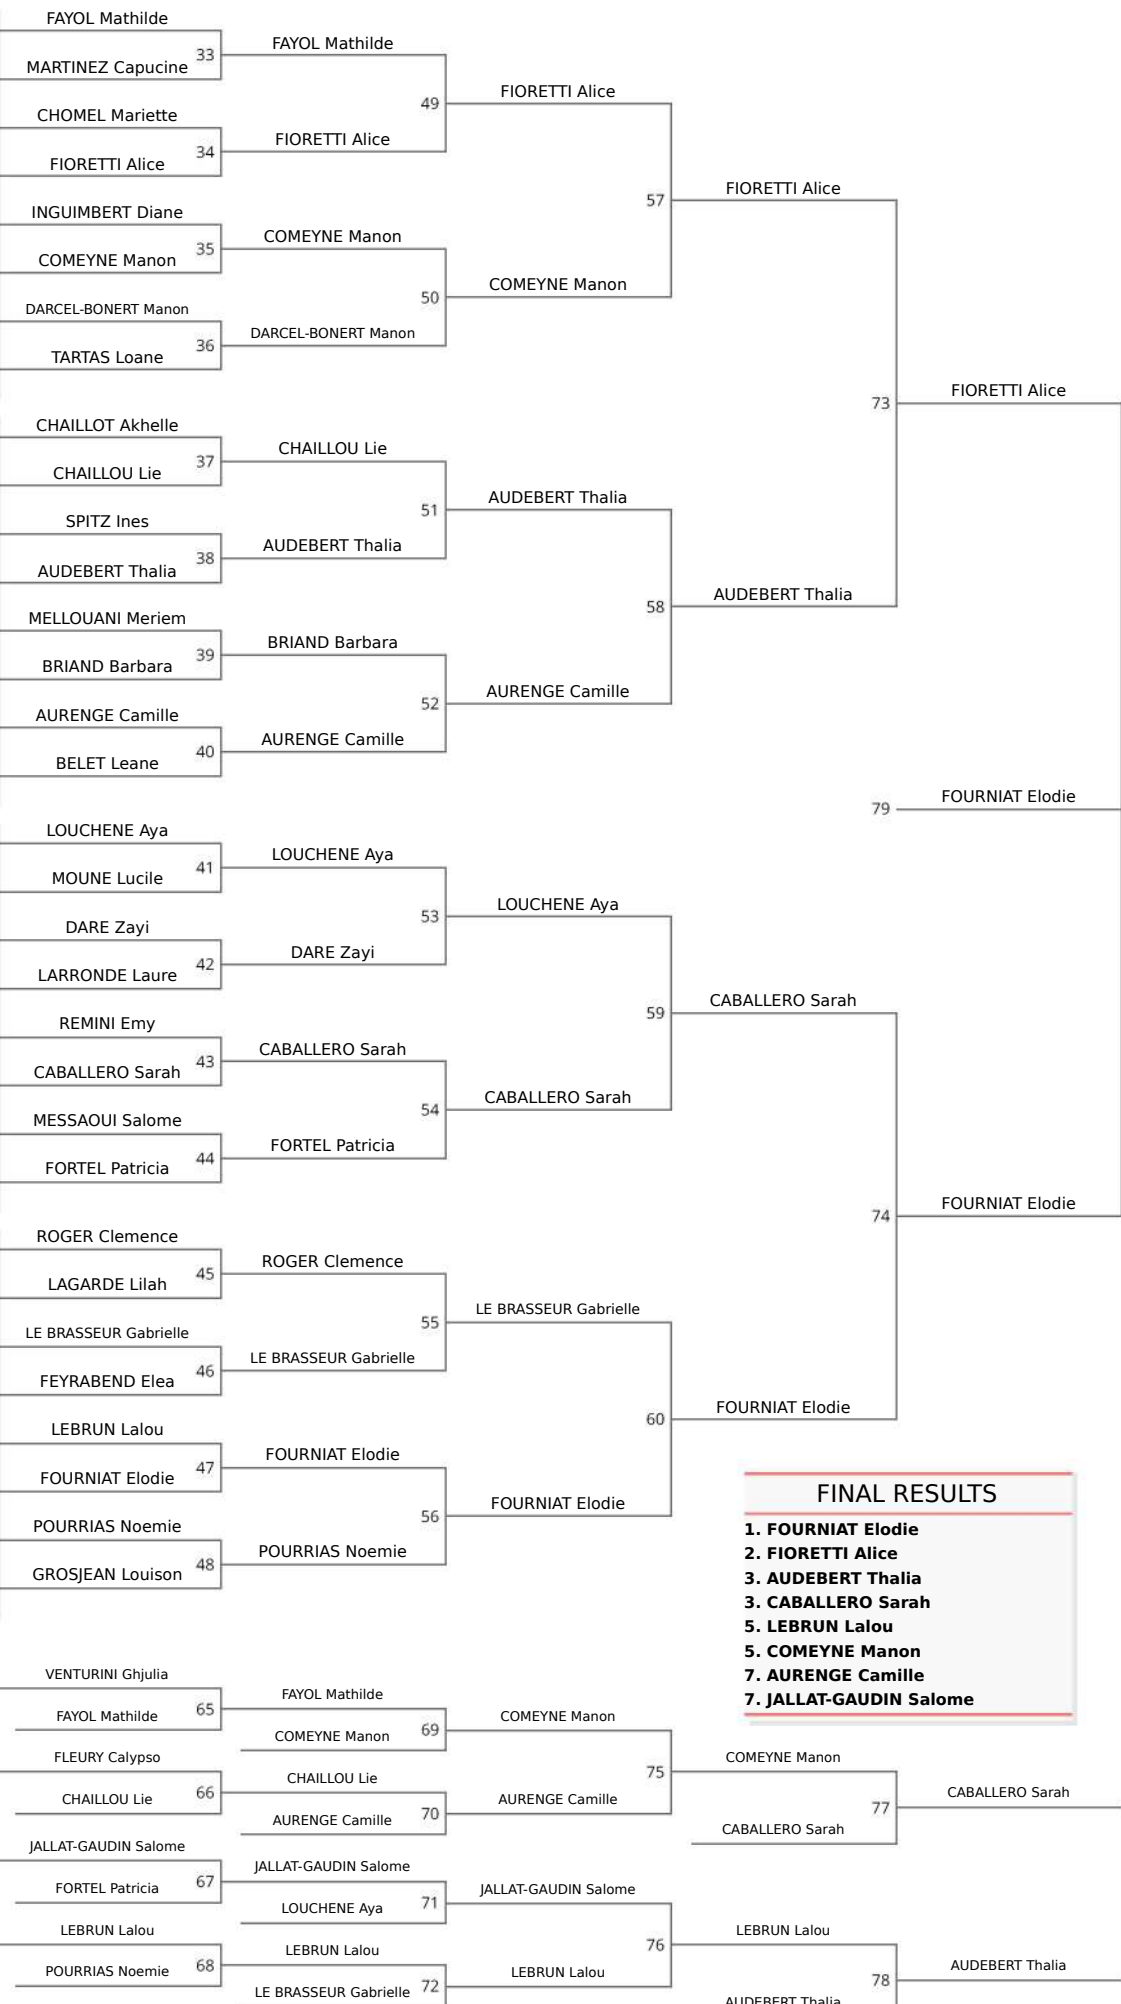 FAYOL Mathilde
33
FAYOL Mathilde
MARTINEZ Capucine
49
FIORETTI Alice
CHOMEL Mariette
34
FIORETTI Alice
FIORETTI Alice
57
FIORETTI Alice
INGUIMBERT Diane
35
COMEYNE Manon
COMEYNE Manon
50
COMEYNE Manon
DARCEL-BONERT Manon
36
DARCEL-BONERT Manon
TARTAS Loane
73
FIORETTI Alice
CHAILLOT Akhelle
37
CHAILLOU Lie
CHAILLOU Lie
51
AUDEBERT Thalia
SPITZ Ines
38
AUDEBERT Thalia
AUDEBERT Thalia
58
AUDEBERT Thalia
MELLOUANI Meriem
39
BRIAND Barbara
BRIAND Barbara
52
AURENGE Camille
AURENGE Camille
40
AURENGE Camille
BELET Leane
79
FOURNIAT Elodie
LOUCHENE Aya
41
LOUCHENE Aya
MOUNE Lucile
53
LOUCHENE Aya
DARE Zayi
42
DARE Zayi
LARRONDE Laure
59
CABALLERO Sarah
REMINI Emy
43
CABALLERO Sarah
CABALLERO Sarah
54
CABALLERO Sarah
MESSAOUI Salome
44
FORTEL Patricia
FORTEL Patricia
74
FOURNIAT Elodie
ROGER Clemence
45
ROGER Clemence
LAGARDE Lilah
55
LE BRASSEUR Gabrielle
LE BRASSEUR Gabrielle
46
LE BRASSEUR Gabrielle
FEYRABEND Elea
60
FOURNIAT Elodie
LEBRUN Lalou
47
FOURNIAT Elodie
FOURNIAT Elodie
56
FOURNIAT Elodie
POURRIAS Noemie
48
POURRIAS Noemie
GROSJEAN Louison
FINAL RESULTS
1. FOURNIAT Elodie
2. FIORETTI Alice
3. AUDEBERT Thalia
3. CABALLERO Sarah
5. LEBRUN Lalou
5. COMEYNE Manon
7. AURENGE Camille
7. JALLAT-GAUDIN Salome
VENTURINI Ghjulia
65
FAYOL Mathilde
FAYOL Mathilde
69
COMEYNE Manon
COMEYNE Manon
FLEURY Calypso
66
CHAILLOU Lie
CHAILLOU Lie
70
AURENGE Camille
AURENGE Camille
75
COMEYNE Manon
77
CABALLERO Sarah
CABALLERO Sarah
JALLAT-GAUDIN Salome
67
JALLAT-GAUDIN Salome
FORTEL Patricia
71
JALLAT-GAUDIN Salome
LOUCHENE Aya
LEBRUN Lalou
68
LEBRUN Lalou
POURRIAS Noemie
72
LEBRUN Lalou
LE BRASSEUR Gabrielle
76
LEBRUN Lalou
78
AUDEBERT Thalia
AUDEBERT Thalia